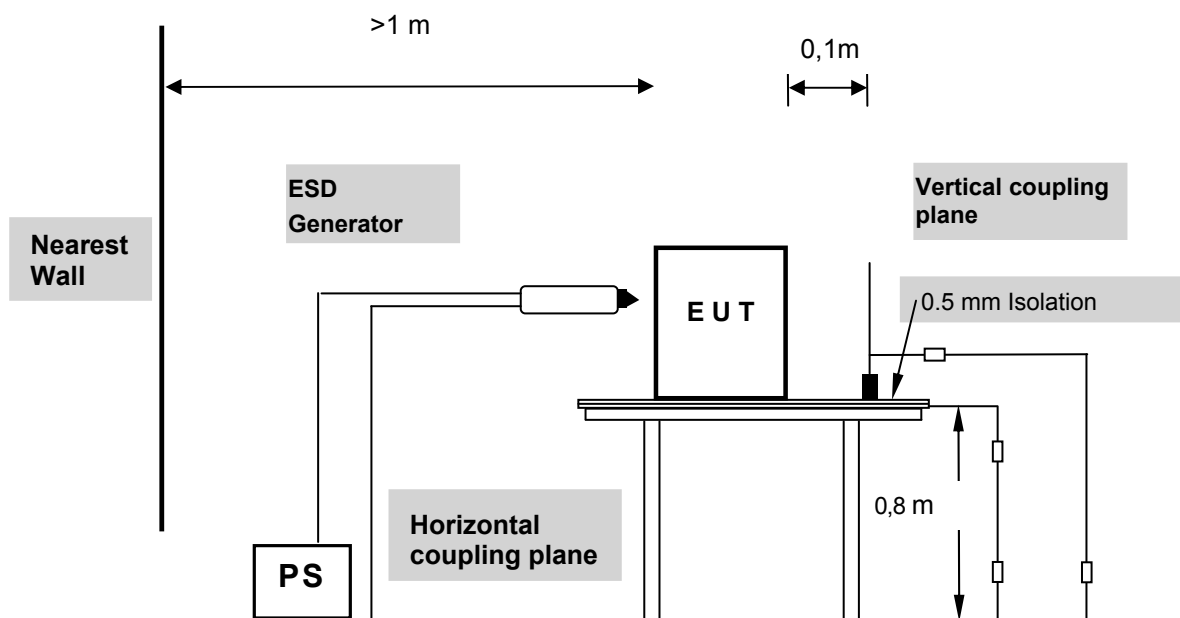 >1 m
0,1m
ESD
Generator
Vertical coupling
plane
Nearest
Wall
E U T
0.5 mm Isolation
0,8 m
Horizontal
coupling plane
PS